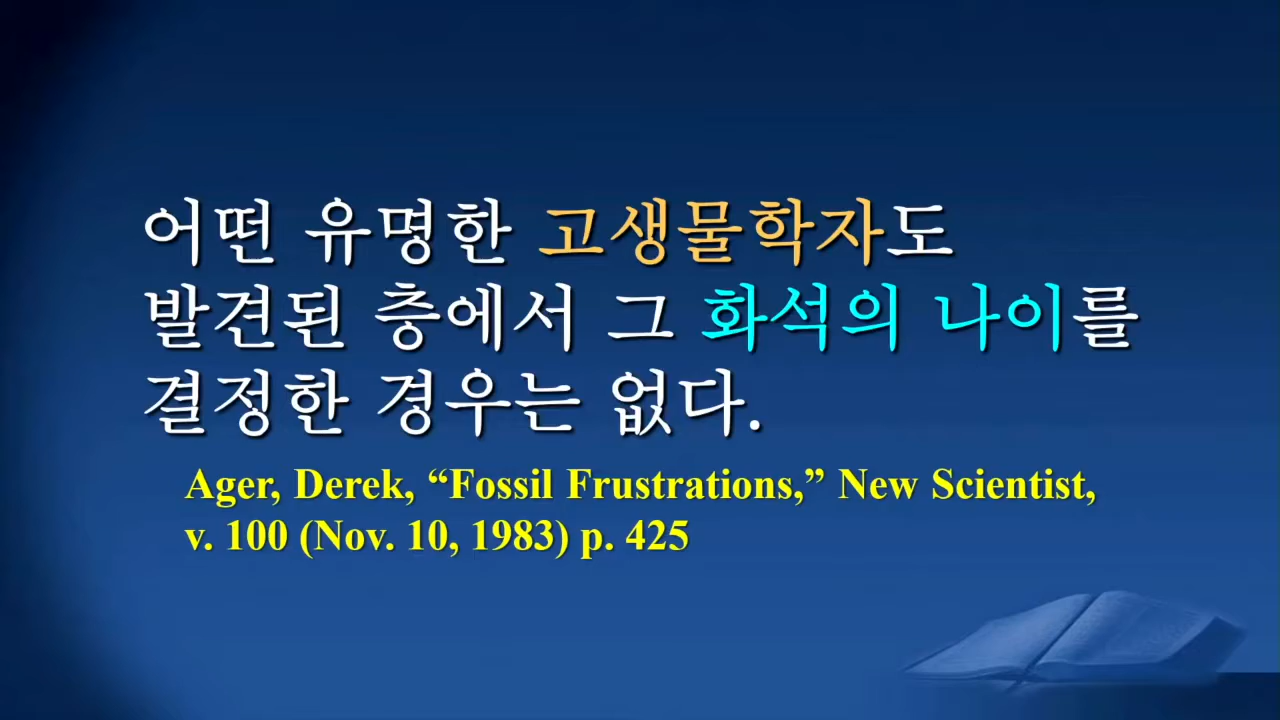 어떤 유명한 고생물학자도
발견된 층에서 그 화석의 나이를
결정한 경우는 없다.
Ager, Derek, “Fossil Frustrations,” New Scientist,
v. 100 (Nov. 10, 1983) p. 425